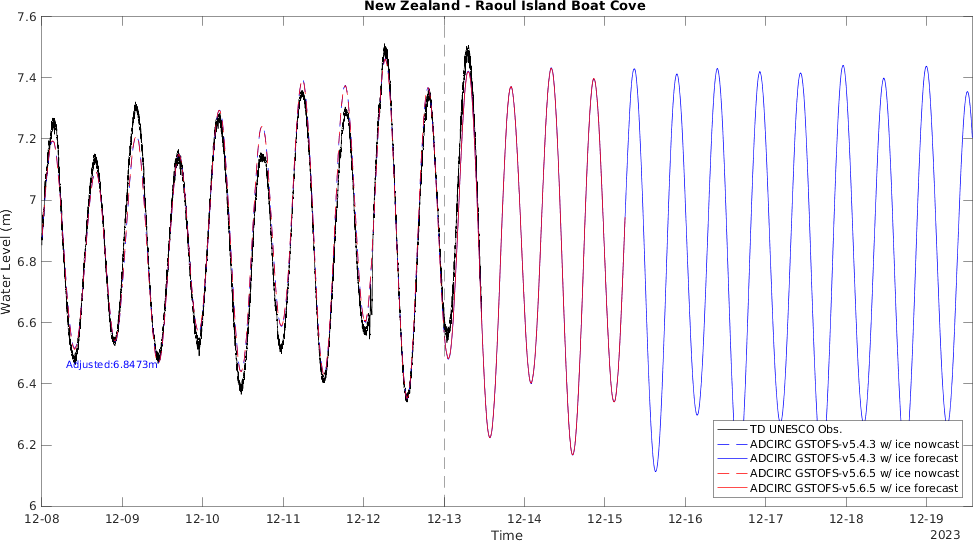 New Zealand - Raoul Island Boat Cove
Water Level (m)
7.6
7.4
7.2
7
6.8
6.6
6.4
6.2
6
Adjusted:6.8473m
TD UNESCO Obs.
ADCIRC GSTOFS-v5.4.3 w/ ice nowcast
ADCIRC GSTOFS-v5.4.3 w/ ice forecast
ADCIRC GSTOFS-v5.6.5 w/ ice nowcast
ADCIRC GSTOFS-v5.6.5 w/ ice forecast
12-08 12-09 12-10 12-11 12-12 12-13 12-14 12-15 12-16 12-17 12-18 12-19
Time
2023